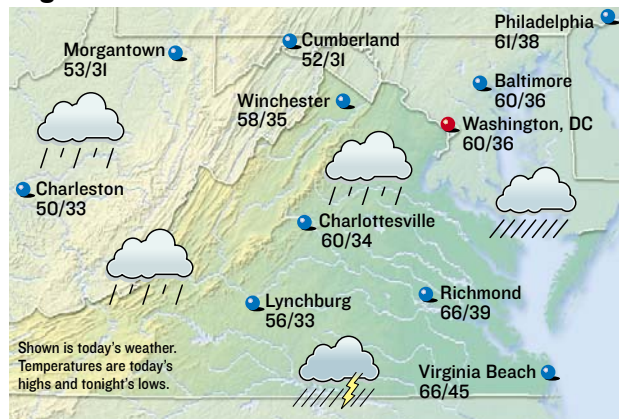 Philadelphia
61/38
Morgantown
53/31
Cumberland
52/31
Baltimore
60/36
Winchester
58/35
Washington, DC
60/36
Charleston
50/33
Charlottesville
60/34
Lynchburg
56/33
Richmond
66/39
Shown is today's weather.
Temperatures are today's
highs and tonight's lows.
Virginia Beach
66/45